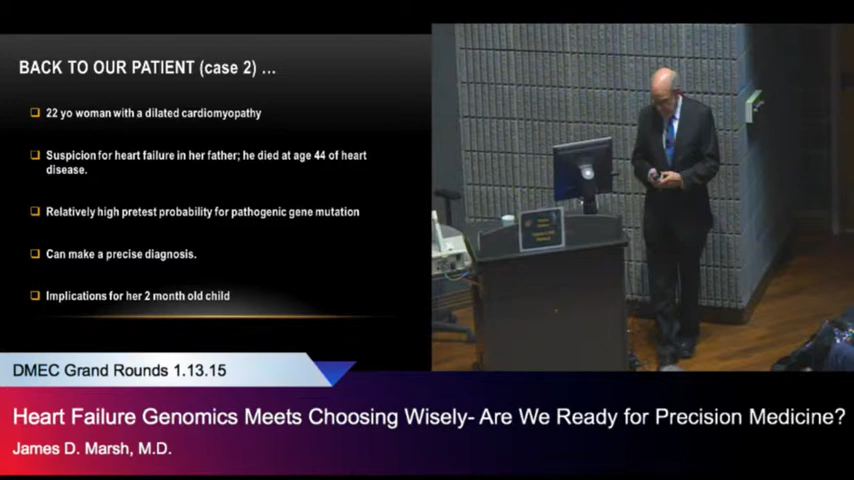 BACK TO OUR PATIENT (case 2) ...
22 yo woman with a dilated cardiomyopathy
Suspicion for heart failure in her father; he died at age 44 of heart
disease.
Relatively high pretest probability for pathogenic gene mutation
Can make a precise diagnosis.
Implications for her 2 month old child
DMEC Grand Rounds 1.13.15
Heart Failure Genomics Meets Choosing Wisely- Are We Ready for Precision Medicine?
James D. Marsh, M.D.